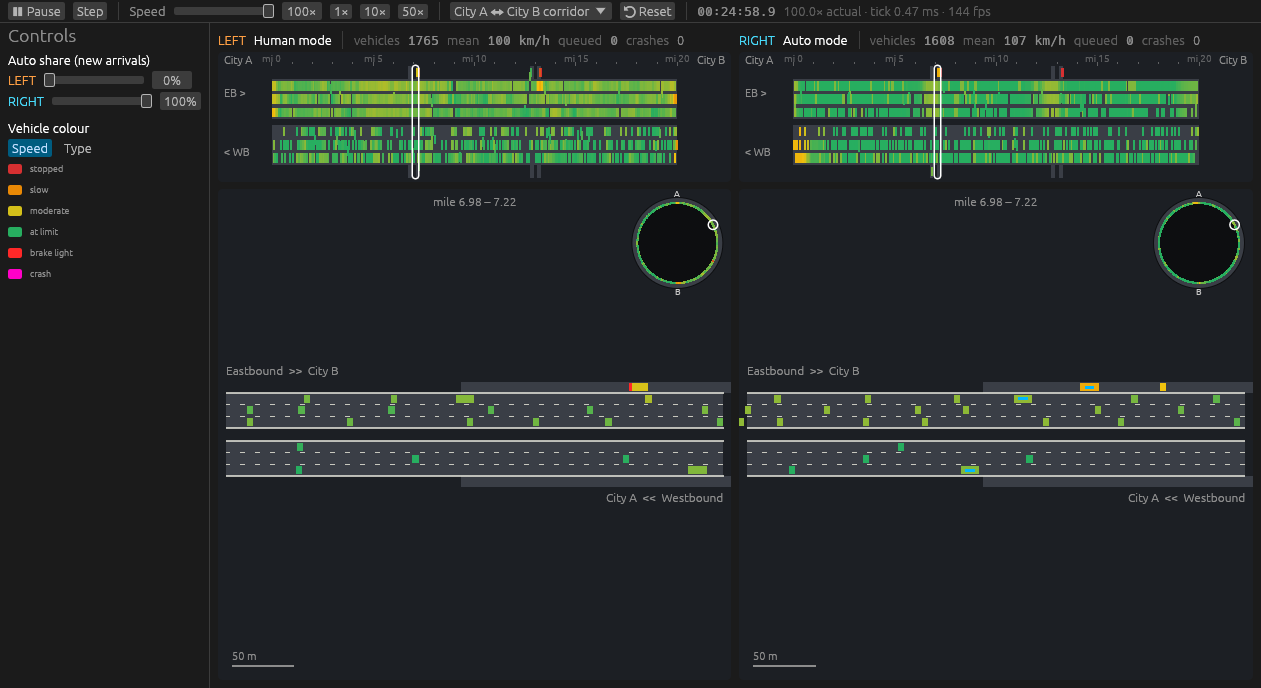 Pause Step Speed 100× 1× 10× 50× City A ⇔ City B corridor Reset 00:24:58.9 100.0× actual · tick 0.47 ms · 144 fps
Controls
Auto share (new arrivals)
LEFT 0%
RIGHT 100%
Vehicle colour
Speed Type
stopped
slow
moderate
at limit
brake light
crash
LEFT Human mode vehicles 1765 mean 100 km/h queued 0 crashes 0
City A mi 0 mi 5 mi 10 mi 15 mi 20 City B
EB >
< WB
mile 6.98 – 7.22
A
B
Eastbound >> City B
City A << Westbound
50 m
RIGHT Auto mode vehicles 1608 mean 107 km/h queued 0 crashes 0
City A mi 0 mi 5 mi 10 mi 15 mi 20 City B
EB >
< WB
mile 6.98 – 7.22
A
B
Eastbound >> City B
City A << Westbound
50 m